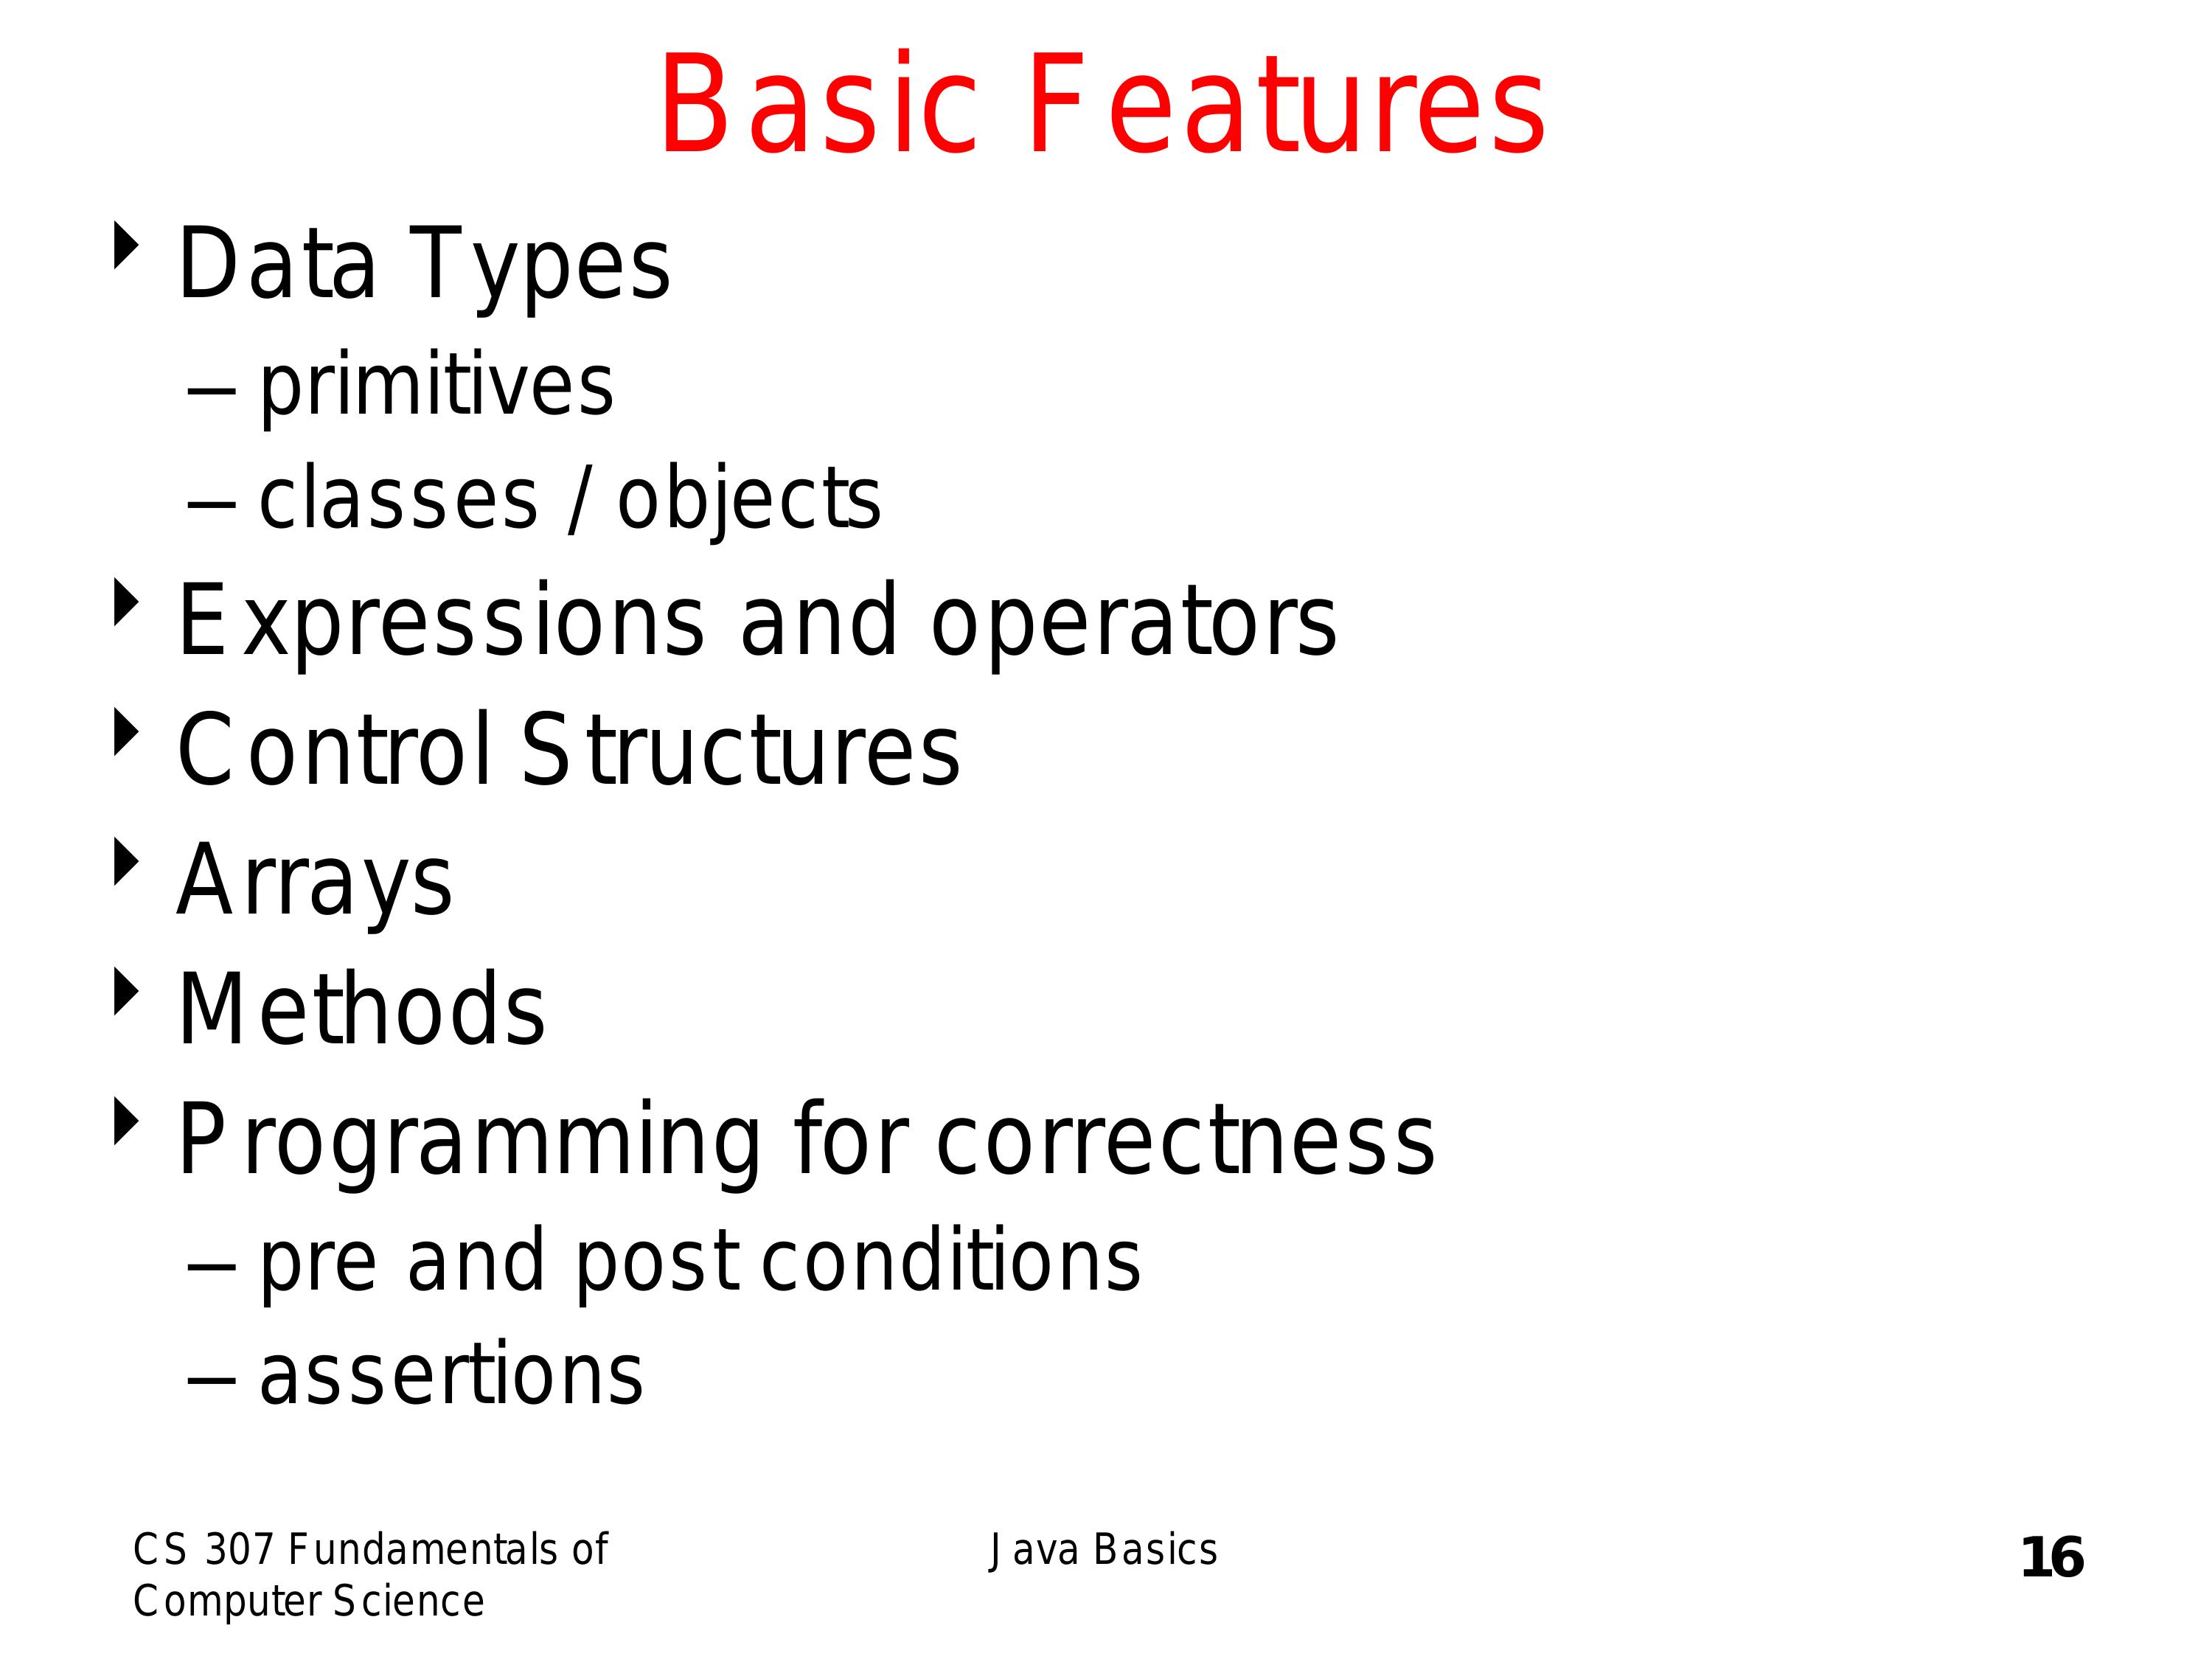 Basic Features
Data Types
– primitives
– classes / objects
Expressions and operators
Control Structures
Arrays
Methods
Programming for correctness
– pre and post conditions
– assertions
CS 307 Fundamentals of
Computer Science
Java Basics
16